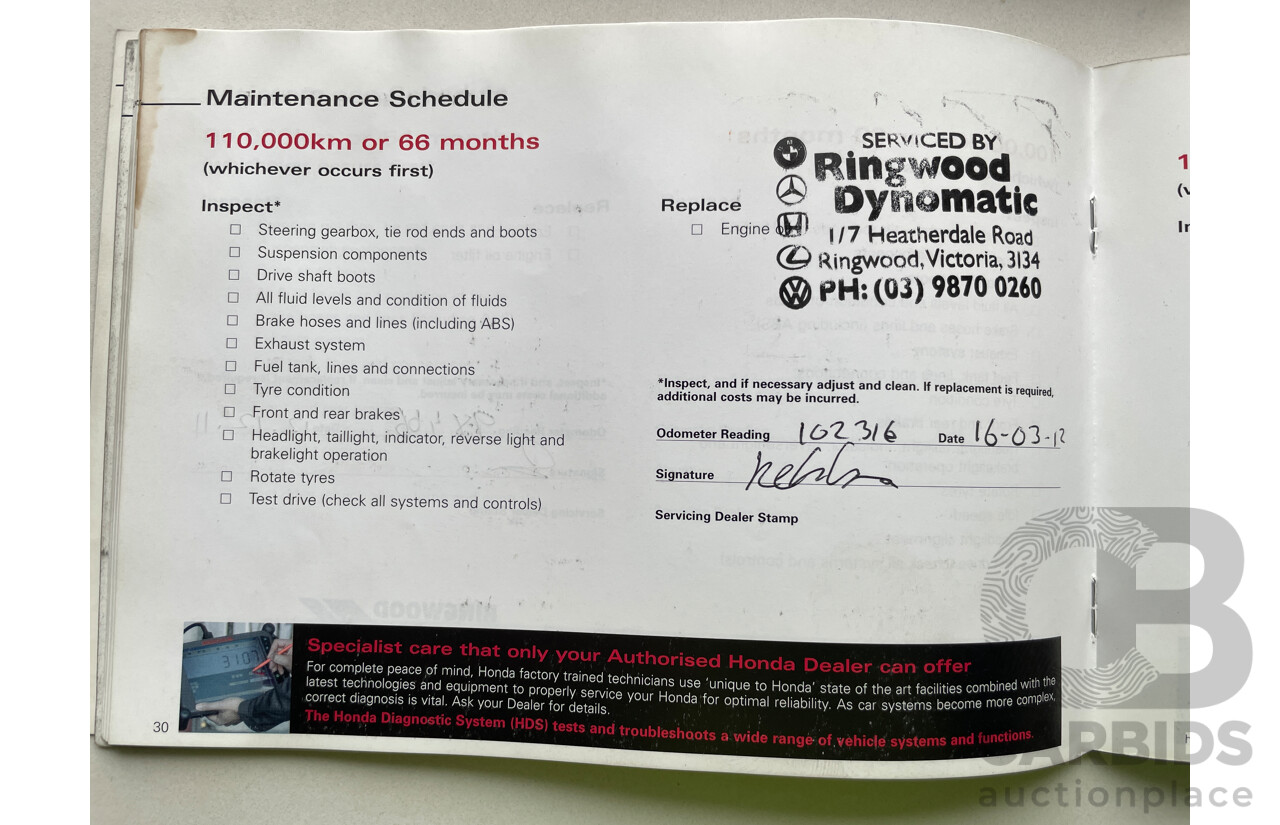 Maintenance Schedule
110,000km or 66 months
(whichever occurs first)
Inspect*
Steering gearbox, tie rod ends and boots
Suspension components
Drive shaft boots
All fluid levels and condition of fluids
Brake hoses and lines (including ABS)
Exhaust system
Fuel tank, lines and connections
Tyre condition
Front and rear brakes
Headlight, taillight, indicator, reverse light and
brakelight operation
Rotate tyres
Test drive (check all systems and controls)
Replace
Engine
SERVICED BY
Ringwood
Dynomatic
1/7 Heatherdale Road
Ringwood, Victoria, 3134
PH: (03) 9870 0260
*Inspect, and if necessary adjust and clean. If replacement is required,
additional costs may be incurred.
Odometer Reading 102316 Date 16-03-12
Signature
Servicing Dealer Stamp
Specialist care that only your Authorised Honda Dealer can offer
For complete peace of mind, Honda factory trained technicians use 'unique to Honda' state of the art facilities combined with the
latest technologies and equipment to properly service your Honda for optimal reliability. As car systems become more complex,
correct diagnosis is vital. Ask your Dealer for details.
The Honda Diagnostic System (HDS) tests and troubleshoots a wide range of vehicle systems and functions.
3107
30
CARBIDS
auctionplace